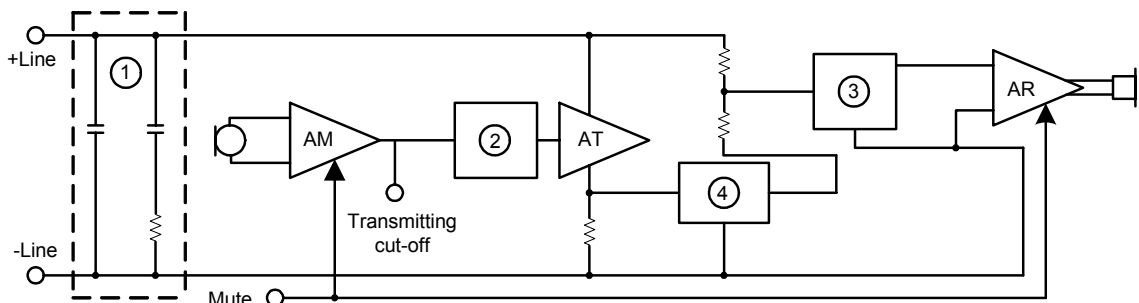 +Line
1
AM
2
AT
3
AR
4
Transmitting
cut-off
-Line
Mute